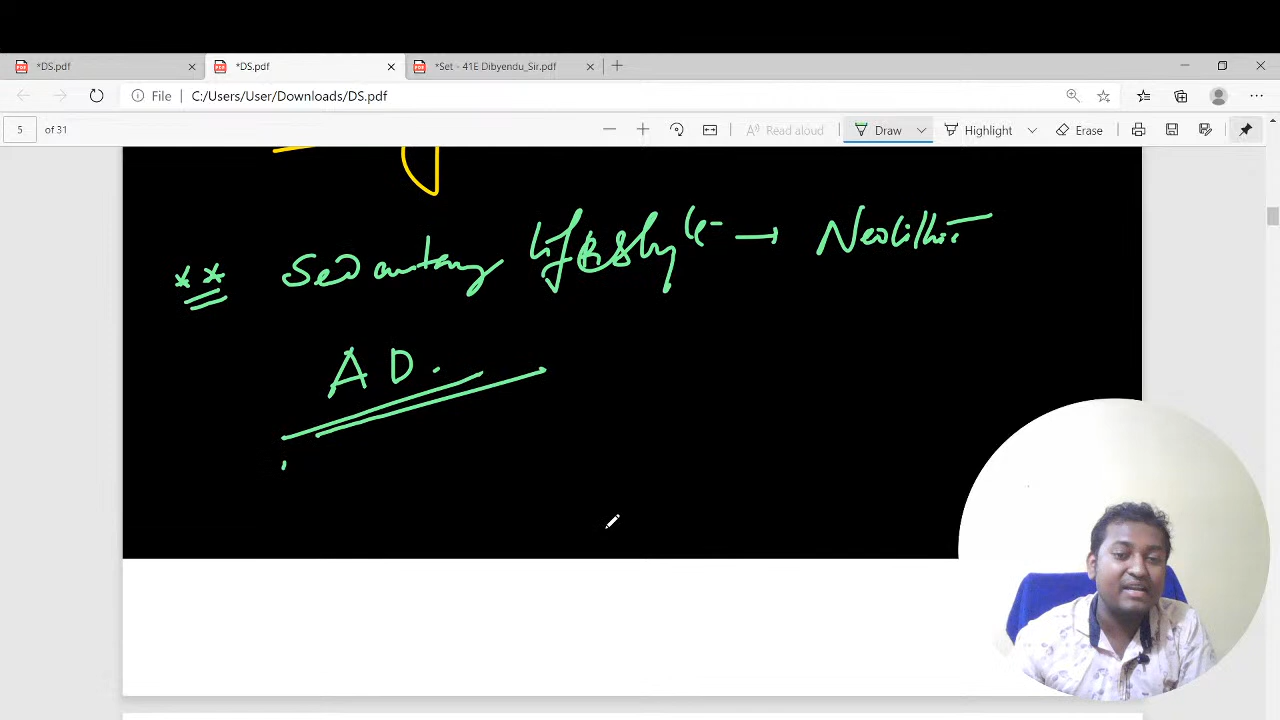 *DS.pdf *DS.pdf *Set - 41E Dibyendu_Sir.pdf
File C:/Users/User/Downloads/DS.pdf
5 of 31 Read aloud Draw Highlight Erase
** Sedantary lifestyle → Neolithic
A D.